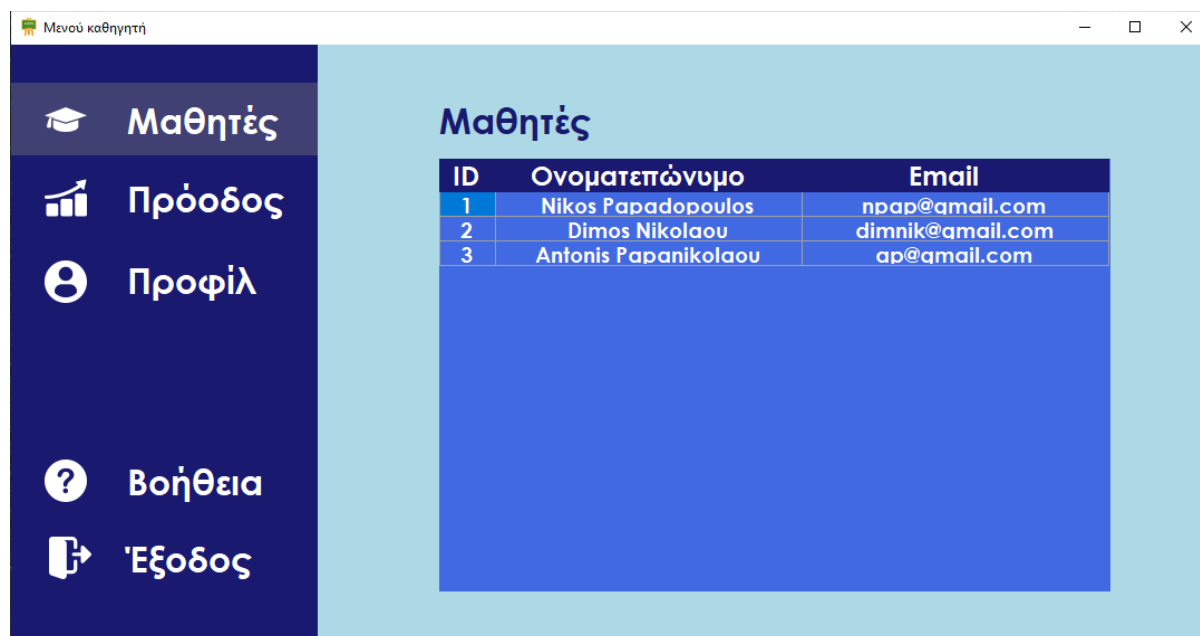 Μενού καθηγητή
Μαθητές
Πρόοδος
Προφίλ
Βοήθεια
Έξοδος
Μαθητές
ID Ονοματεπώνυμο Email
1 Nikos Papadopoulos npap@gmail.com
2 Dimos Nikolaou dimnik@gmail.com
3 Antonis Papanikolaou ap@gmail.com